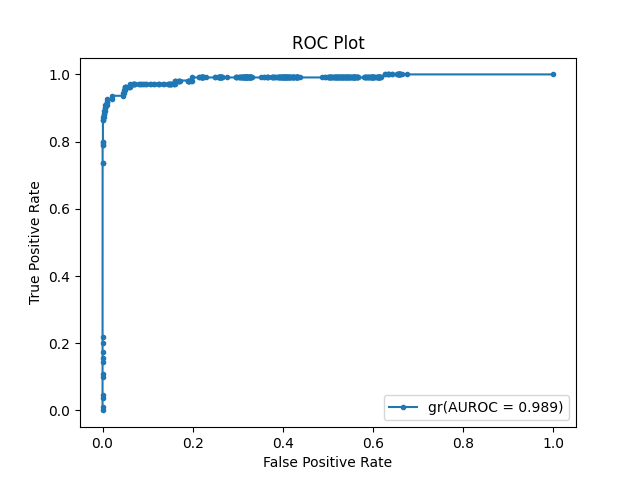 ROC Plot
True Positive Rate
1.0
0.8
0.6
0.4
0.2
0.0
gr(AUROC = 0.989)
0.0 0.2 0.4 0.6 0.8 1.0
False Positive Rate